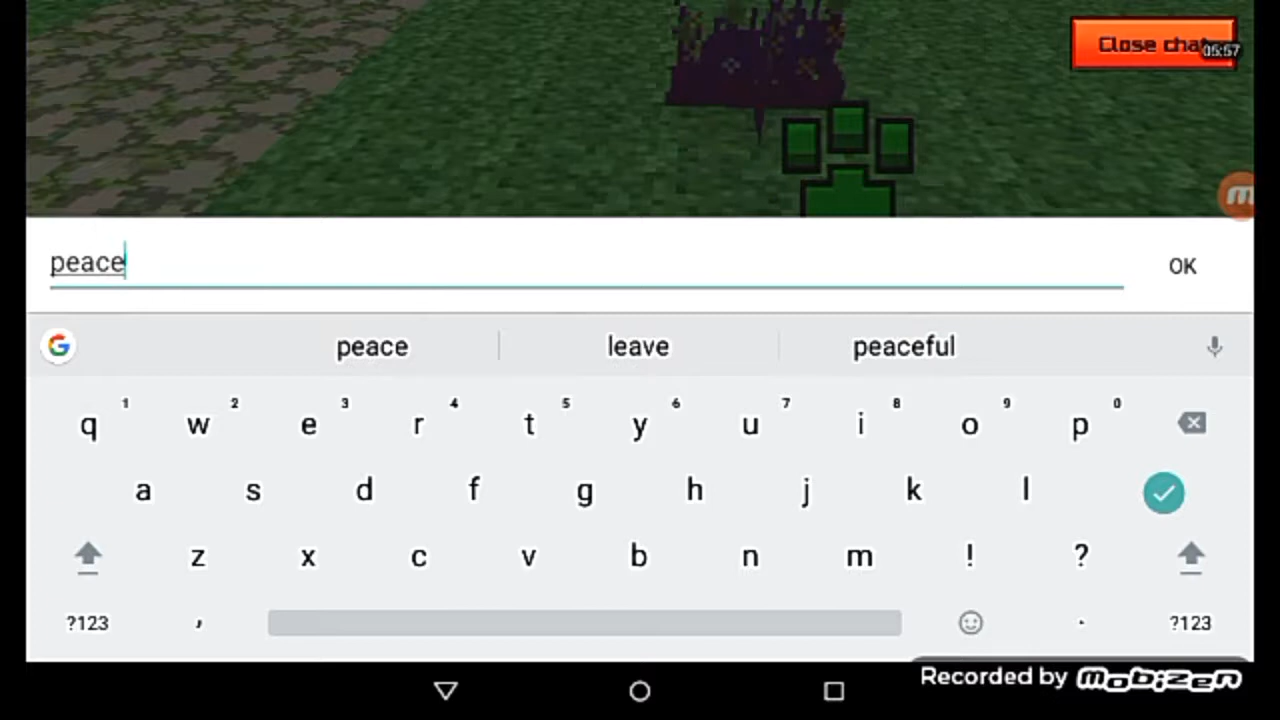 Close cha
05:57
peace
OK
peace leave peaceful
1 2 3 4 5 6 7 8 9 0
q w e r t y u i o p
a s d f g h j k l
z x c v b n m ! ?
?123 , . ?123
Recorded by mobizen